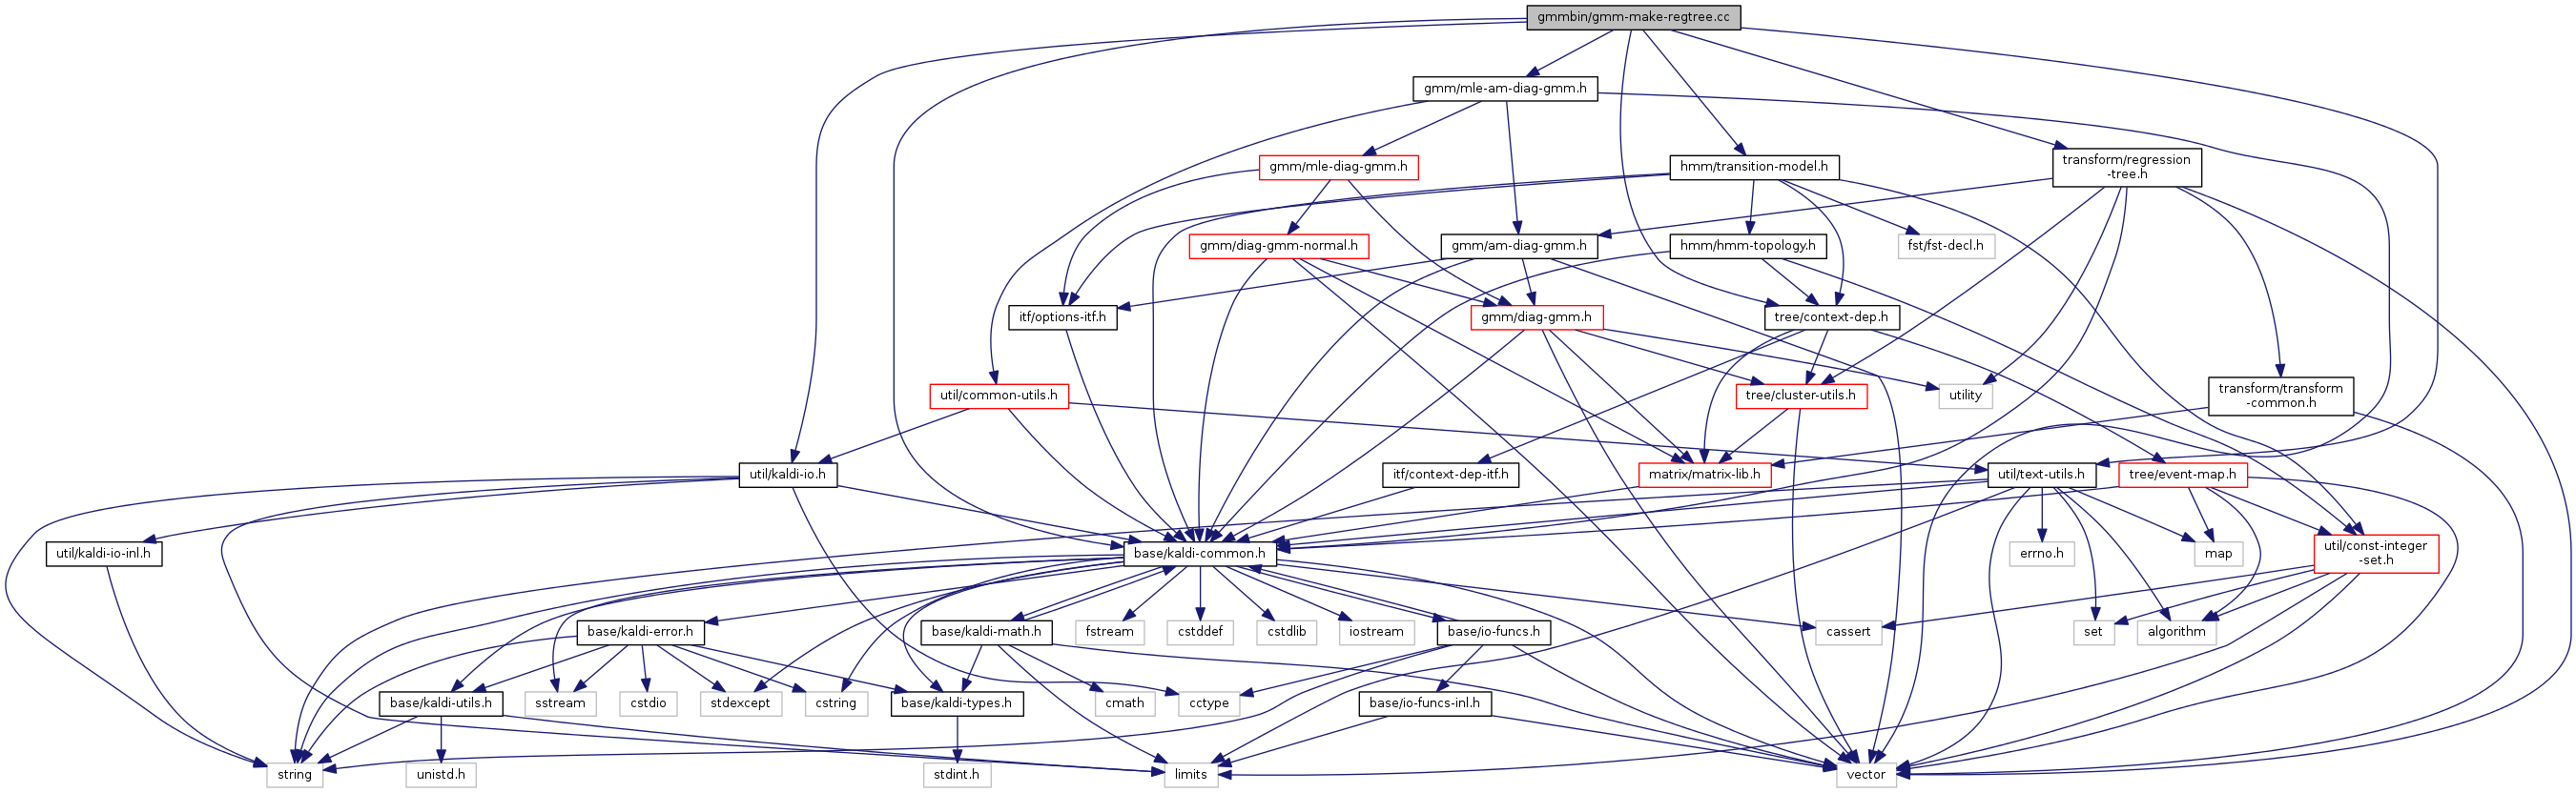 gmmbin/gmm-make-regtree.cc
gmm/mle-am-diag-gmm.h
gmm/mle-diag-gmm.h
hmm/transition-model.h
transform/regression
-tree.h
gmm/diag-gmm-normal.h
gmm/am-diag-gmm.h
hmm/hmm-topology.h
fst/fst-decl.h
itf/options-itf.h
gmm/diag-gmm.h
tree/context-dep.h
util/common-utils.h
tree/cluster-utils.h
utility
transform/transform
-common.h
util/kaldi-io.h
itf/context-dep-itf.h
matrix/matrix-lib.h
util/text-utils.h
tree/event-map.h
util/kaldi-io-inl.h
base/kaldi-common.h
errno.h
map
util/const-integer
-set.h
base/kaldi-error.h
base/kaldi-math.h
fstream
cstddef
cstdlib
iostream
base/io-funcs.h
cassert
set
algorithm
base/kaldi-utils.h
sstream
cstdio
stdexcept
cstring
base/kaldi-types.h
cmath
cctype
base/io-funcs-inl.h
string
unistd.h
stdint.h
limits
vector